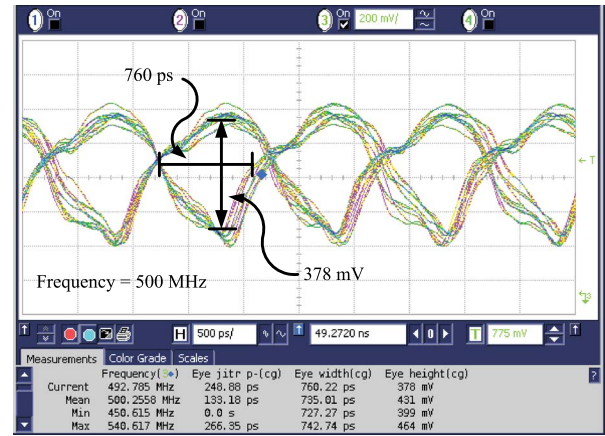 1 On 2 On 3 On 200 mV/ 4 On
760 ps
T
378 mV
Frequency = 500 MHz
H 500 ps/ 49.2720 ns 0 T 775 mV
Measurements Color Grade Scales
Frequency(3) Eye jitr p-(cg) Eye width(cg) Eye height(cg) ?
Current 492.785 MHz 248.88 ps 760.22 ps 378 mV
Mean 500.2558 MHz 133.18 ps 735.01 ps 431 mV
Min 450.615 MHz 0.0 s 727.27 ps 399 mV
Max 540.617 MHz 266.35 ps 742.74 ps 464 mV